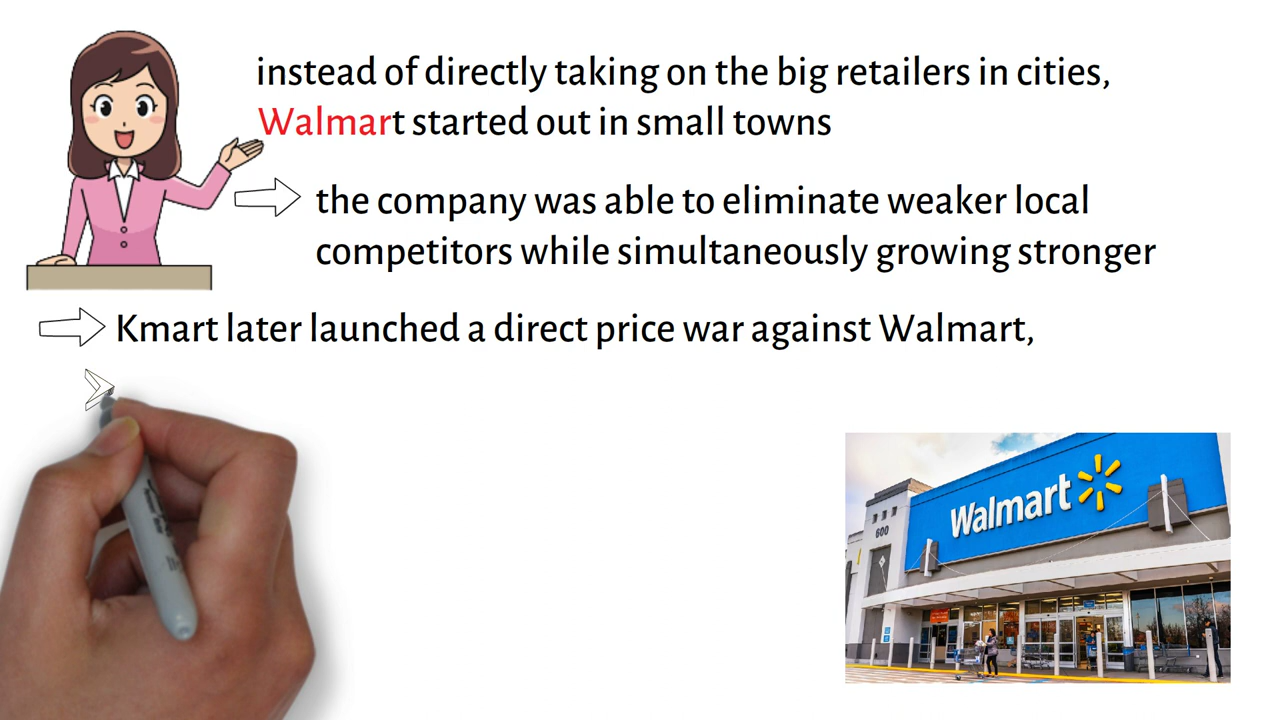 instead of directly taking on the big retailers in cities,
Walmart started out in small towns
the company was able to eliminate weaker local
competitors while simultaneously growing stronger
Kmart later launched a direct price war against Walmart,
Walmart
600